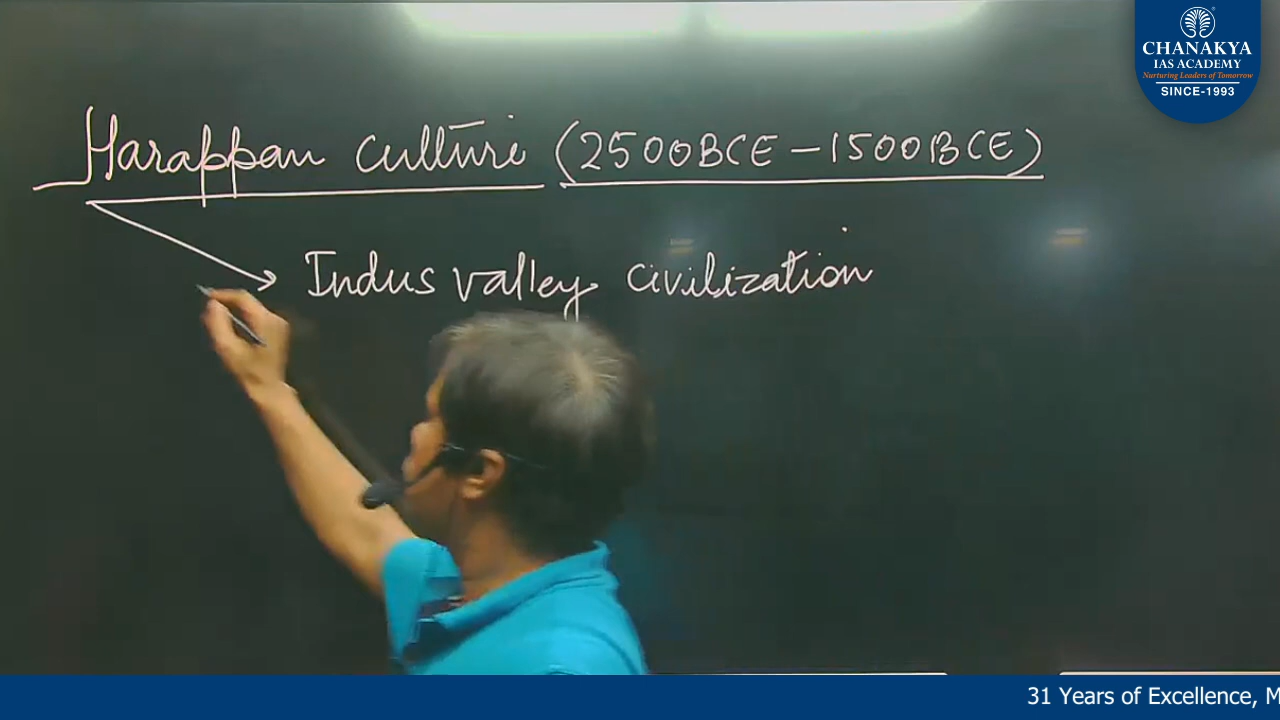 CHANAKYA
IAS ACADEMY
Nurturing Leaders of Tomorrow
SINCE-1993
Harappan culture (2500BCE – 1500BCE)
Indus valley civilization
31 Years of Excellence, M